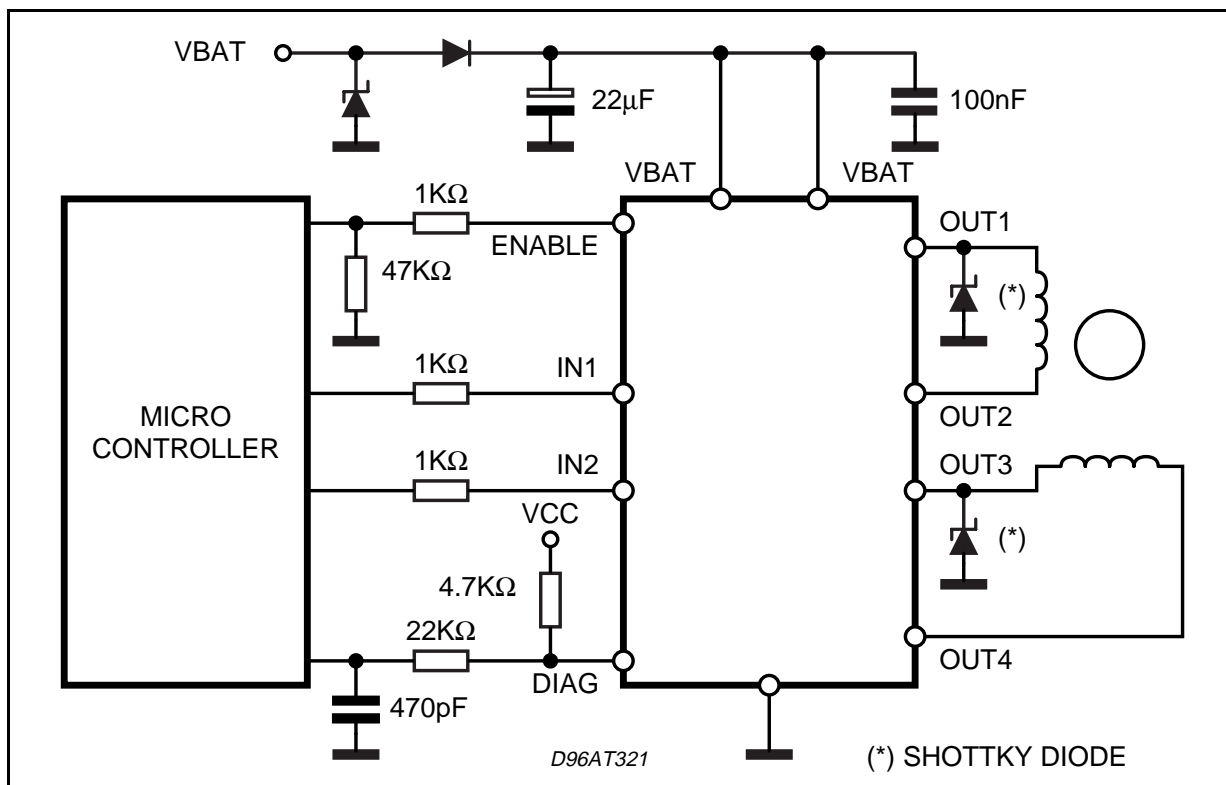 VBAT
22μF
100nF
VBAT
VBAT
1KΩ
ENABLE
OUT1
47KΩ
(*)
1KΩ
IN1
MICRO
CONTROLLER
OUT2
1KΩ
IN2
OUT3
VCC
(*)
4.7KΩ
22KΩ
DIAG
OUT4
470pF
D96AT321
(*) SHOTTKY DIODE